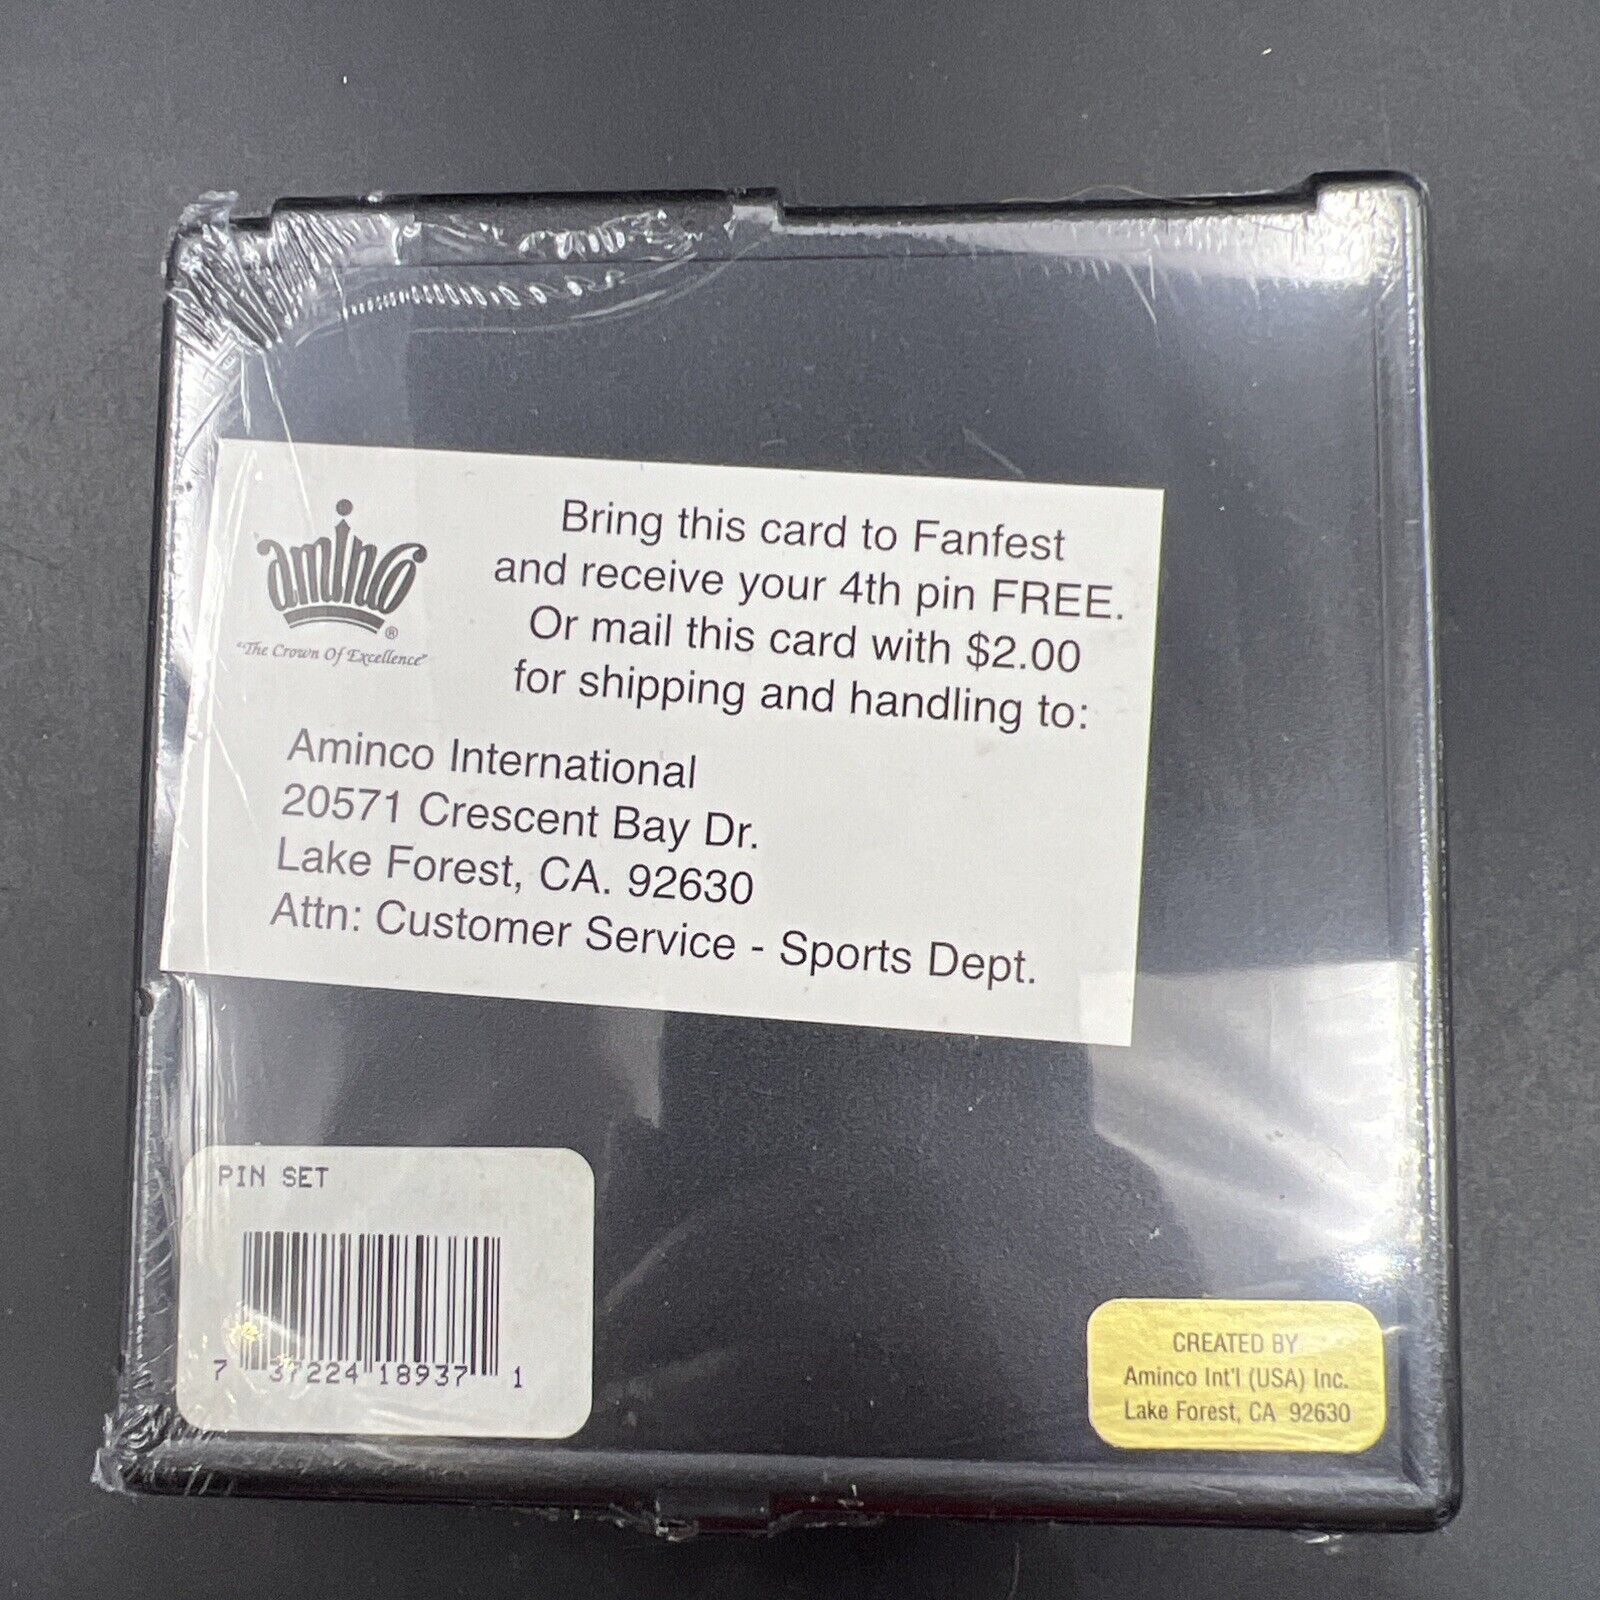 Bring this card to Fanfest
and receive your 4th pin FREE.
Or mail this card with $2.00
for shipping and handling to:
aminco®
"The Crown Of Excellence"
Aminco International
20571 Crescent Bay Dr.
Lake Forest, CA. 92630
Attn: Customer Service - Sports Dept.
PIN SET
7 37224 18937 1
CREATED BY
Aminco Int'l (USA) Inc.
Lake Forest, CA 92630